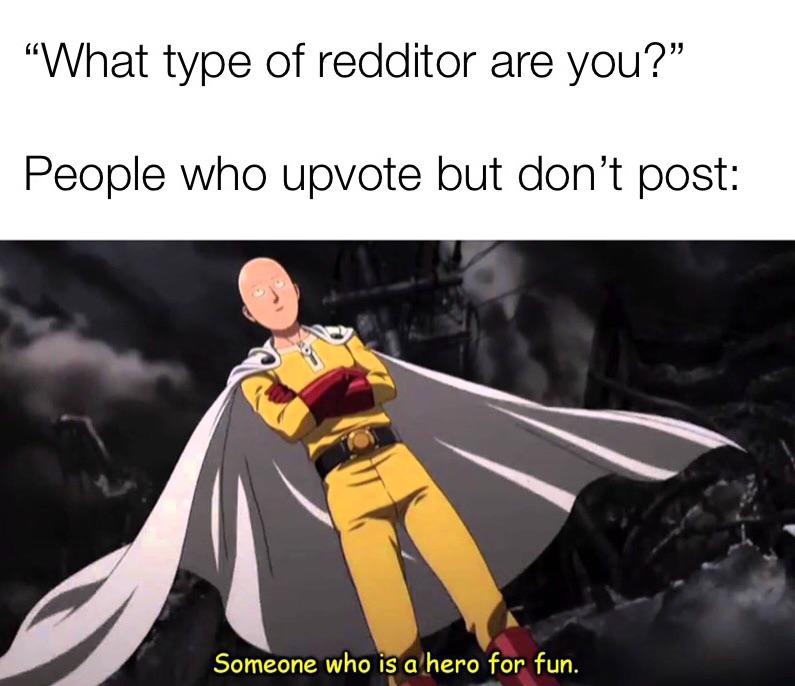 “What type of redditor are you?”
People who upvote but don’t post:
Someone who is a hero for fun.